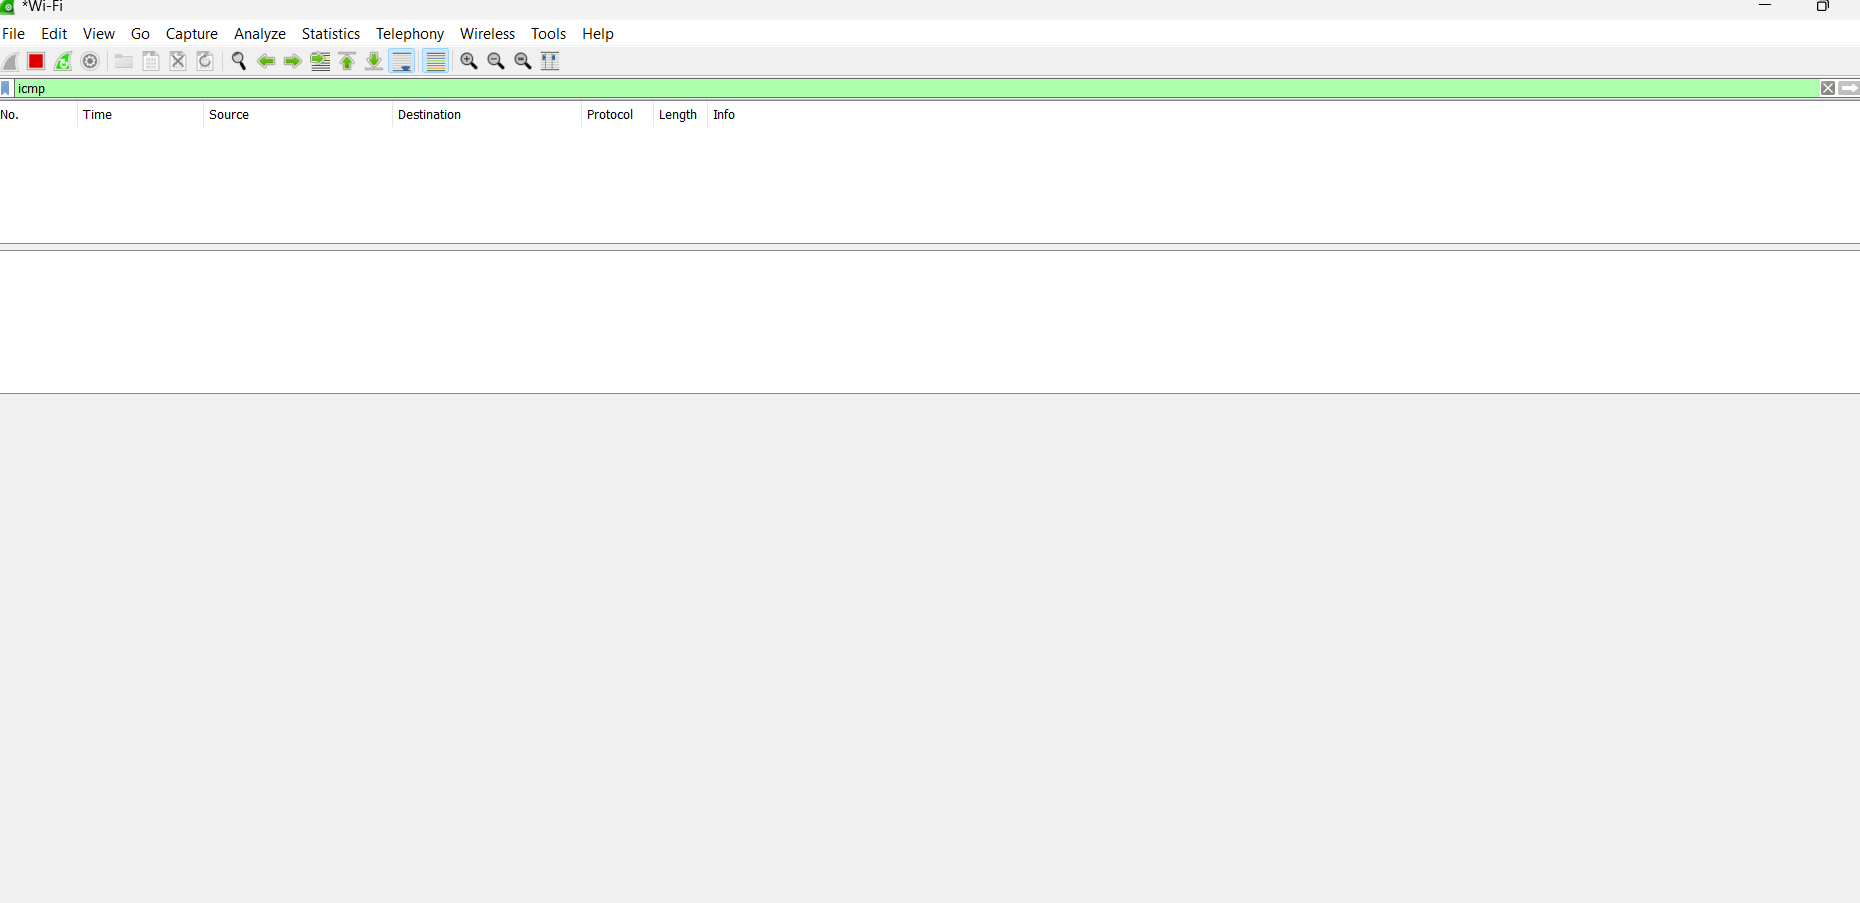 *Wi-Fi
File Edit View Go Capture Analyze Statistics Telephony Wireless Tools Help
icmp
No. Time Source Destination Protocol Length Info